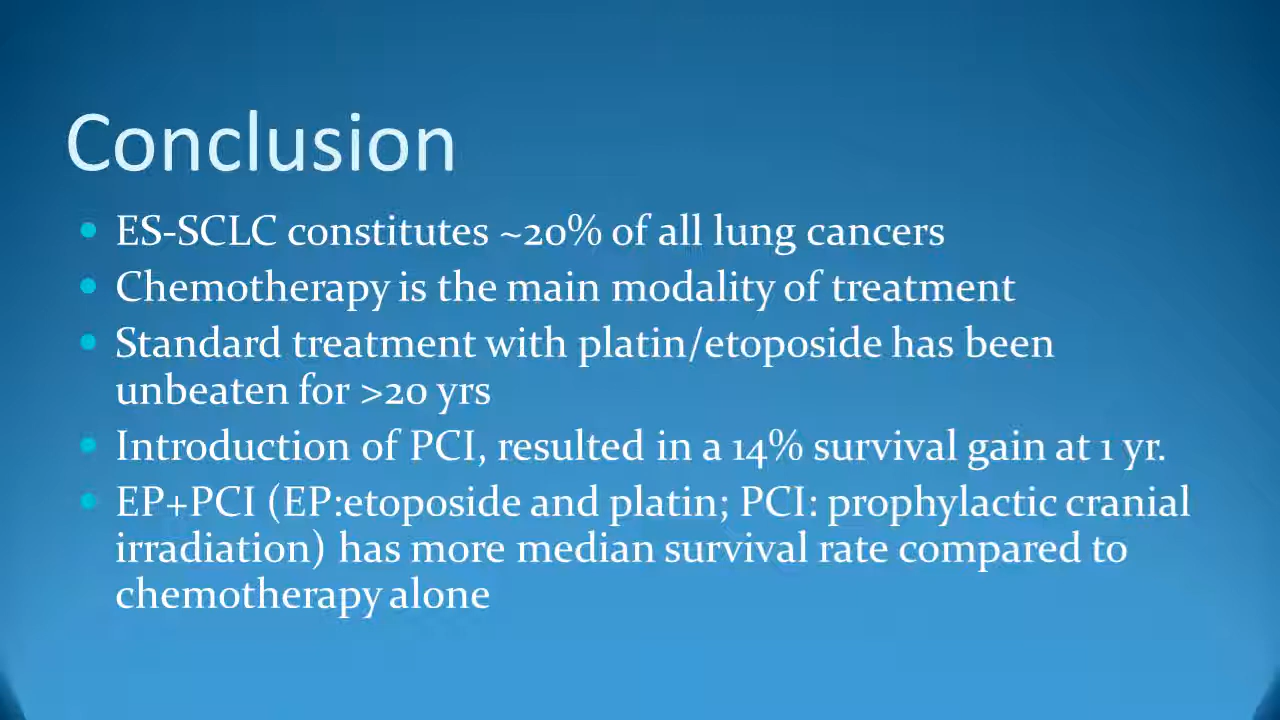 Conclusion
• ES-SCLC constitutes ~20% of all lung cancers
• Chemotherapy is the main modality of treatment
• Standard treatment with platin/etoposide has been
unbeaten for >20 yrs
• Introduction of PCI, resulted in a 14% survival gain at 1 yr.
• EP+PCI (EP:etoposide and platin; PCI: prophylactic cranial
irradiation) has more median survival rate compared to
chemotherapy alone